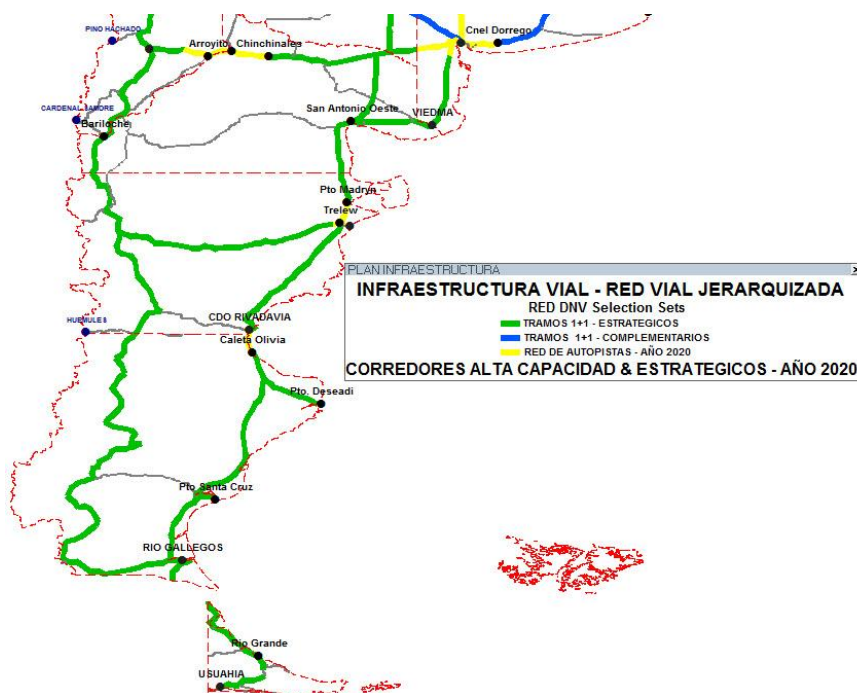 PINO HACHADO
Arroyito
Chinchinales
Cnel Dorrego
CARDENAL SAMORE
Bariloche
San Antonio Oeste
VIEDMA
Pto Madryn
Trelew
PLAN INFRAESTRUCTURA
INFRAESTRUCTURA VIAL - RED VIAL JERARQUIZADA
RED DNV Selection Sets
TRAMOS 1+1 - ESTRATEGICOS
TRAMOS 1+1 - COMPLEMENTARIOS
RED DE AUTOPISTAS - AÑO 2020
CORREDORES ALTA CAPACIDAD & ESTRATEGICOS - AÑO 2020
HUEMULES
CDO RIVADAVIA
Caleta Olivia
Pto. Deseadi
Pto Santa Cruz
RIO GALLEGOS
Rio Grande
USUAHIA